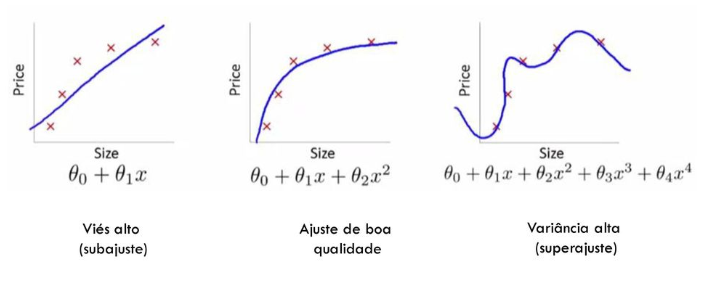 Price
Size
θ₀ + θ₁x
Viés alto
(subajuste)
Price
Size
θ₀ + θ₁x + θ₂x²
Ajuste de boa
qualidade
Price
Size
θ₀ + θ₁x + θ₂x² + θ₃x³ + θ₄x⁴
Variância alta
(superajuste)